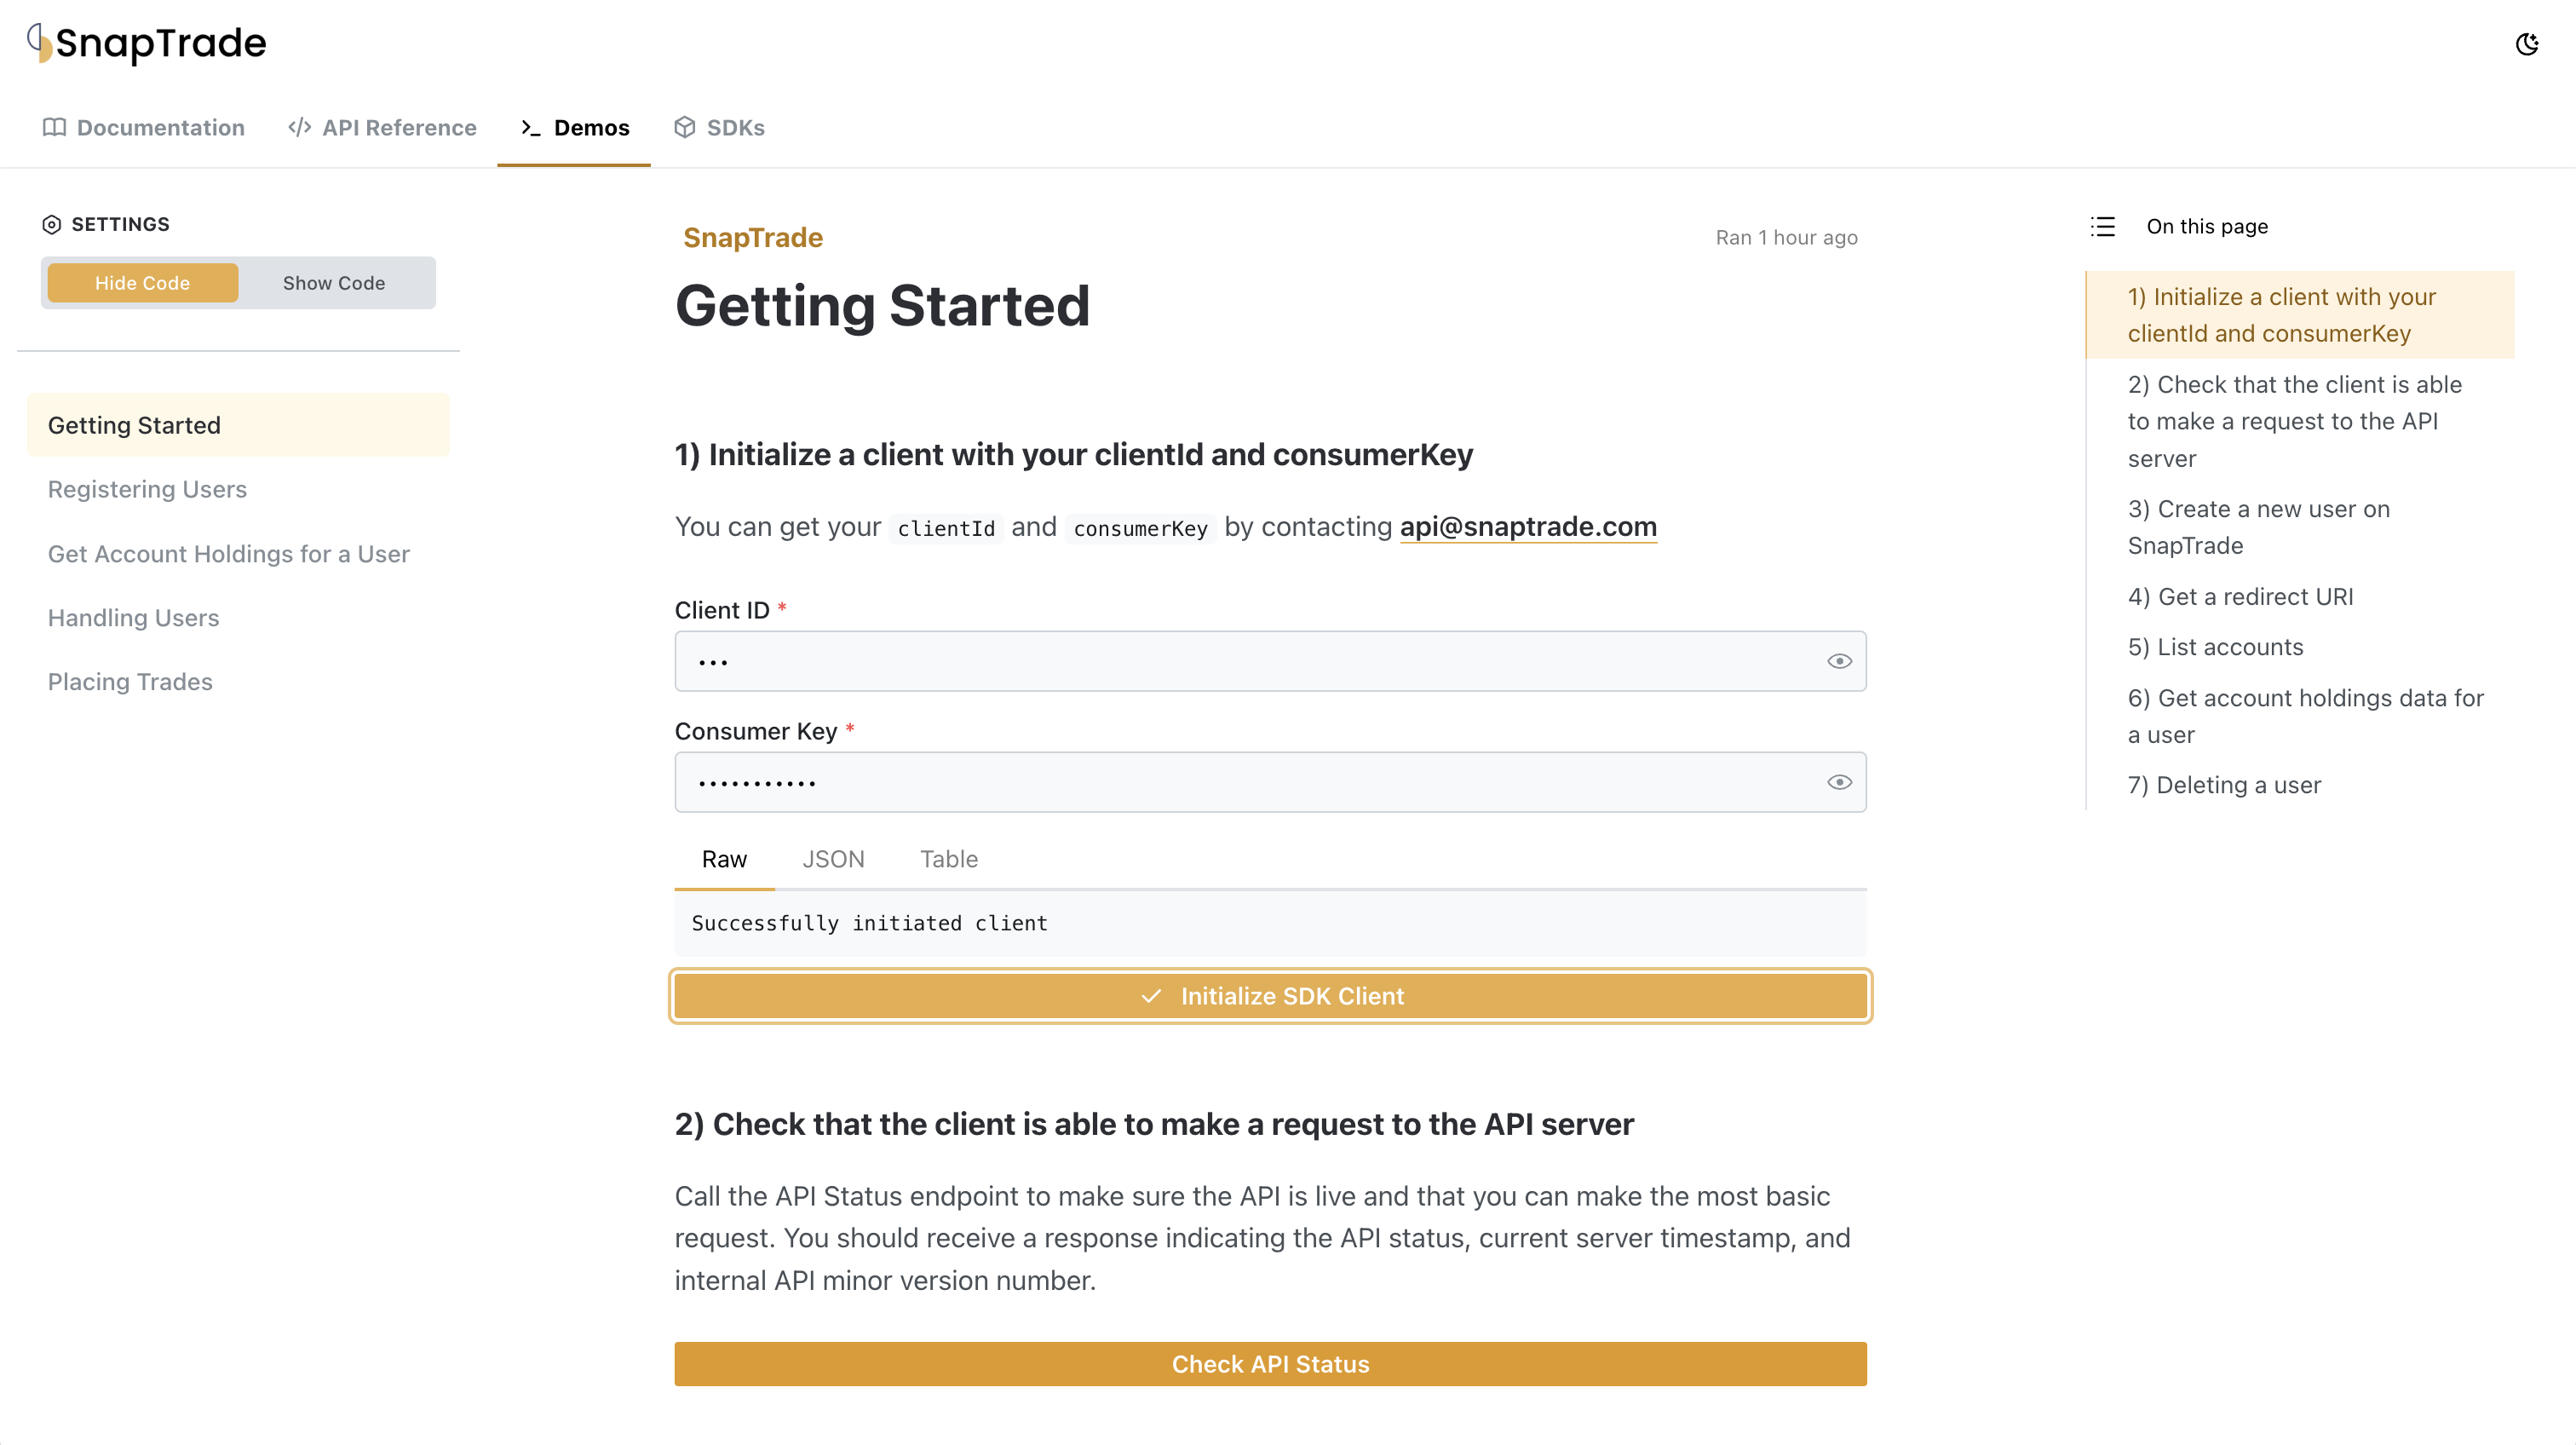 SnapTrade
Documentation
API Reference
Demos
SDKs
SETTINGS
Hide Code
Show Code
Getting Started
Registering Users
Get Account Holdings for a User
Handling Users
Placing Trades
SnapTrade
Ran 1 hour ago
Getting Started
1) Initialize a client with your clientId and consumerKey
You can get your clientId and consumerKey by contacting api@snaptrade.com
Client ID *
Consumer Key *
Raw
JSON
Table
Successfully initiated client
Initialize SDK Client
2) Check that the client is able to make a request to the API server
Call the API Status endpoint to make sure the API is live and that you can make the most basic
request. You should receive a response indicating the API status, current server timestamp, and
internal API minor version number.
Check API Status
On this page
1) Initialize a client with your
clientId and consumerKey
2) Check that the client is able
to make a request to the API
server
3) Create a new user on
SnapTrade
4) Get a redirect URI
5) List accounts
6) Get account holdings data for
a user
7) Deleting a user